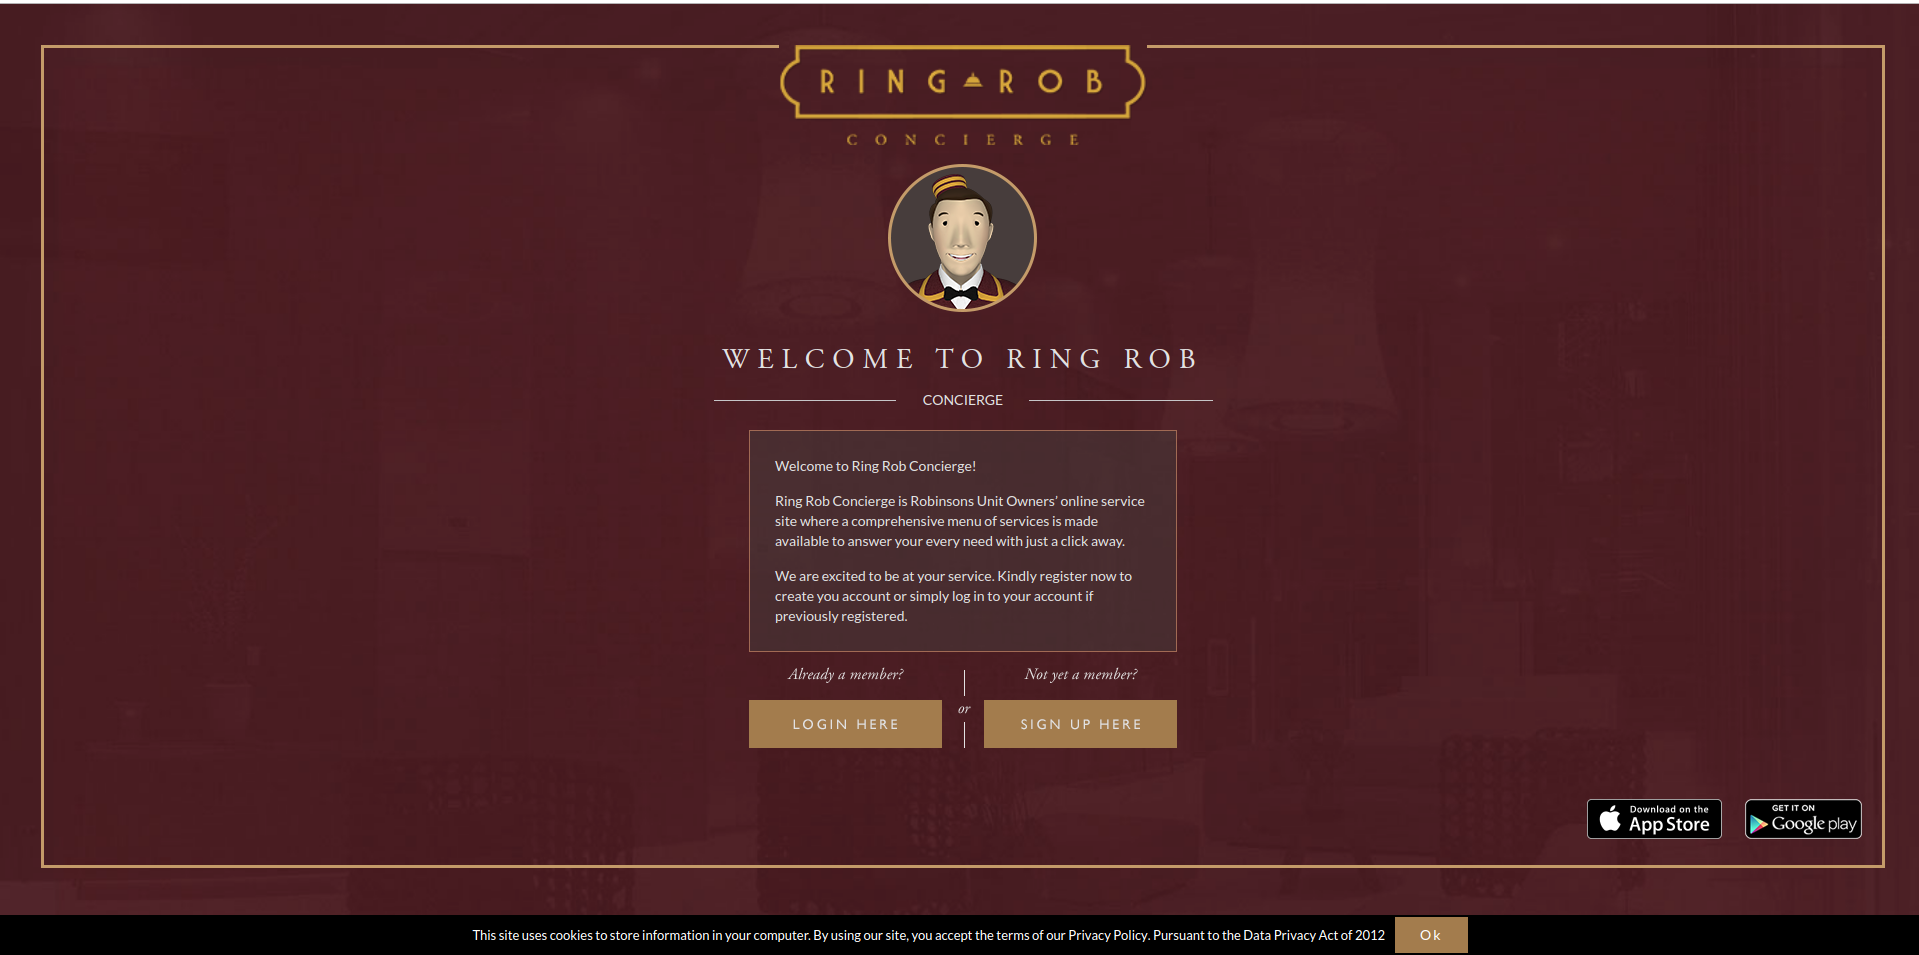 RING ROB
CONCIERGE
WELCOME TO RING ROB
CONCIERGE
Welcome to Ring Rob Concierge!
Ring Rob Concierge is Robinsons Unit Owners’ online service
site where a comprehensive menu of services is made
available to answer your every need with just a click away.
We are excited to be at your service. Kindly register now to
create you account or simply log in to your account if
previously registered.
Already a member?
LOGIN HERE
or
Not yet a member?
SIGN UP HERE
Download on the
App Store
GET IT ON
Google play
This site uses cookies to store information in your computer. By using our site, you accept the terms of our Privacy Policy. Pursuant to the Data Privacy Act of 2012
Ok